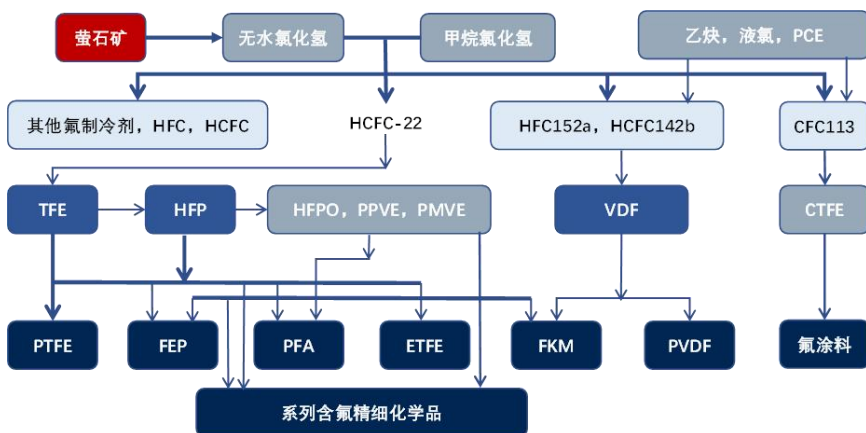 萤石矿
无水氯化氢
甲烷氯化氢
乙炔，液氯，PCE
其他氟制冷剂，HFC，HCFC
HCFC-22
HFC152a，HCFC142b
CFC113
TFE
HFP
HFPO，PPVE，PMVE
VDF
CTFE
PTFE
FEP
PFA
ETFE
FKM
PVDF
氟涂料
系列含氟精细化学品